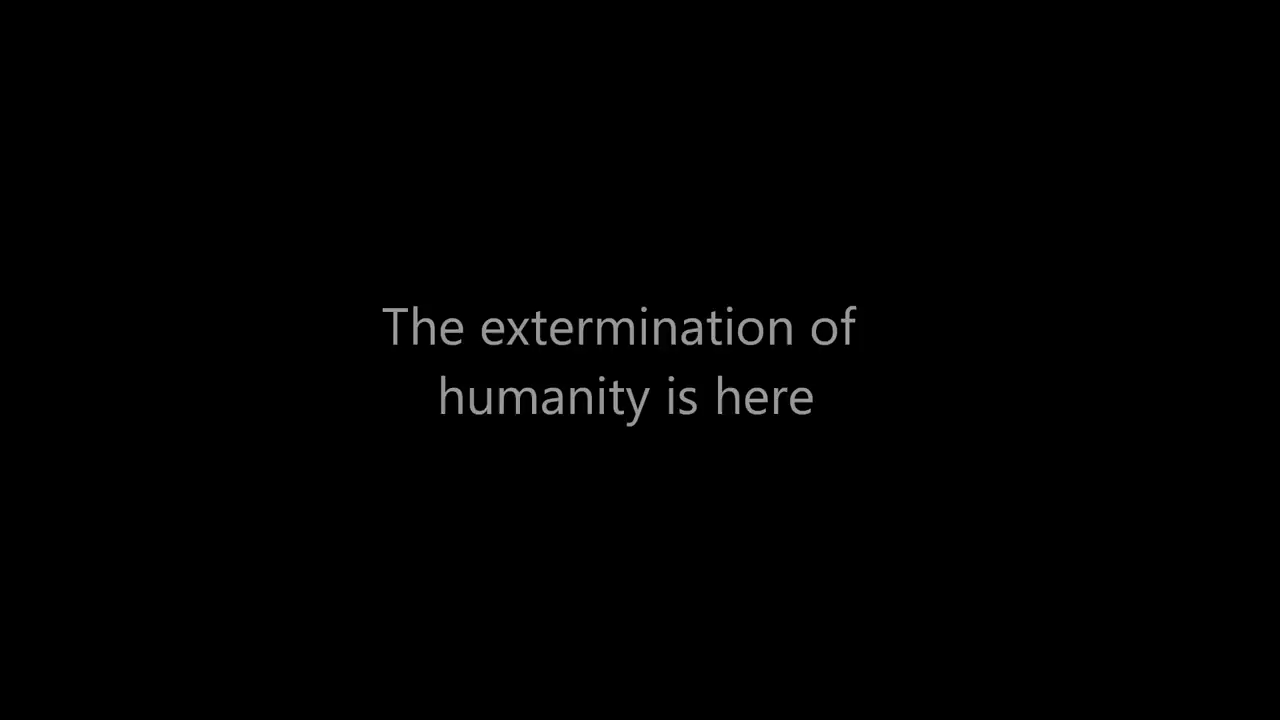 The extermination of
humanity is here